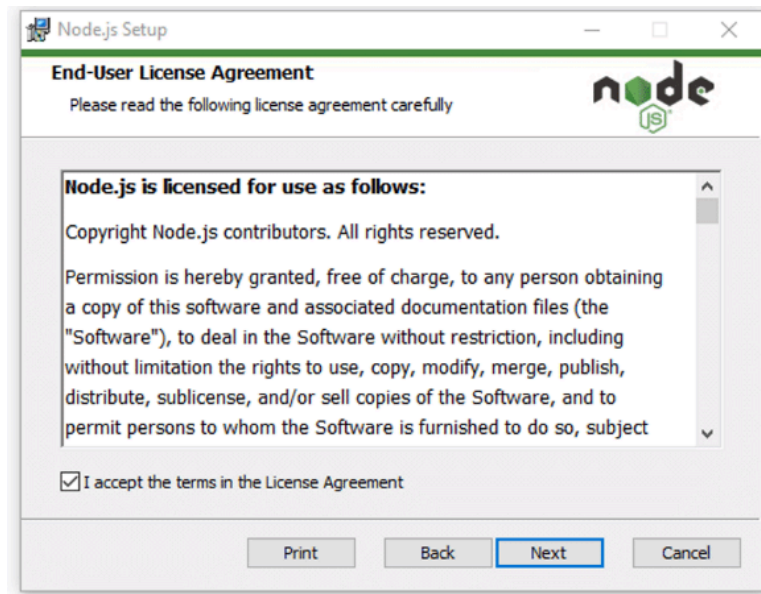 Node.js Setup
End-User License Agreement
Please read the following license agreement carefully
node
JS
Node.js is licensed for use as follows:
Copyright Node.js contributors. All rights reserved.
Permission is hereby granted, free of charge, to any person obtaining
a copy of this software and associated documentation files (the
"Software"), to deal in the Software without restriction, including
without limitation the rights to use, copy, modify, merge, publish,
distribute, sublicense, and/or sell copies of the Software, and to
permit persons to whom the Software is furnished to do so, subject
I accept the terms in the License Agreement
Print Back Next Cancel